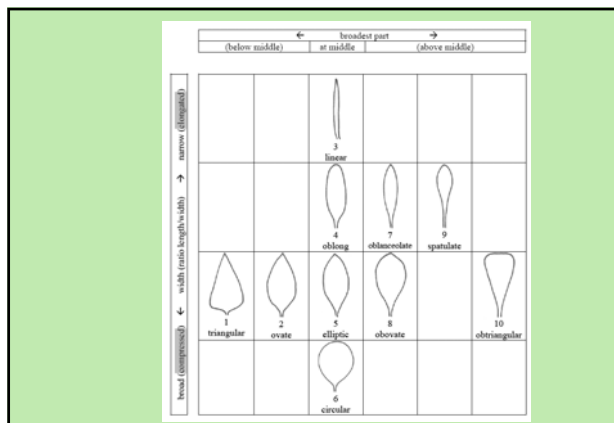 ← broadest part →
(below middle) at middle (above middle)
narrow (elongated)
← width (ratio length/width) →
broad (compressed)
3
linear
4 7 9
oblong oblanceolate spatulate
1 2 5 8 10
triangular ovate elliptic obovate obtriangular
6
circular